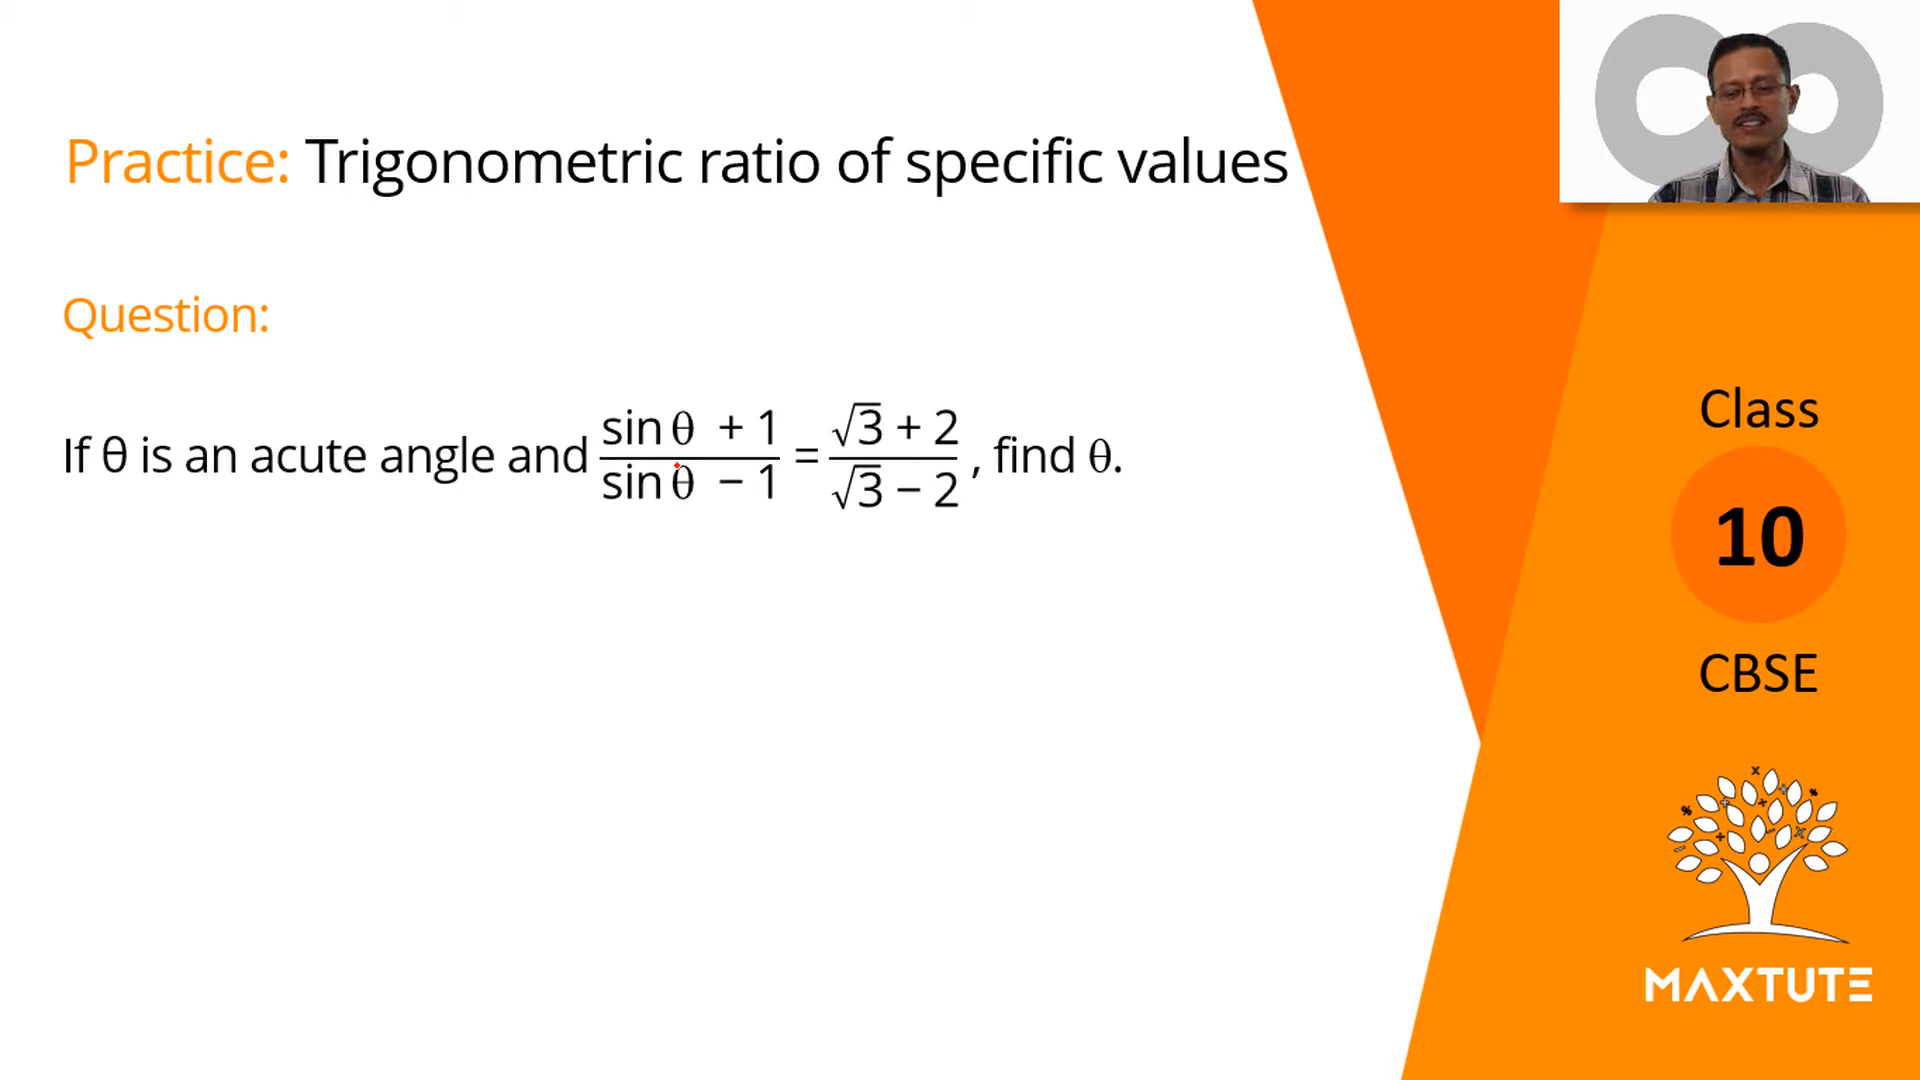 Practice: Trigonometric ratio of specific values
Question:
If θ is an acute angle and (sin θ + 1)/(sin θ − 1) = (√3 + 2)/(√3 − 2), find θ.
Class
10
CBSE
MAXTUTE